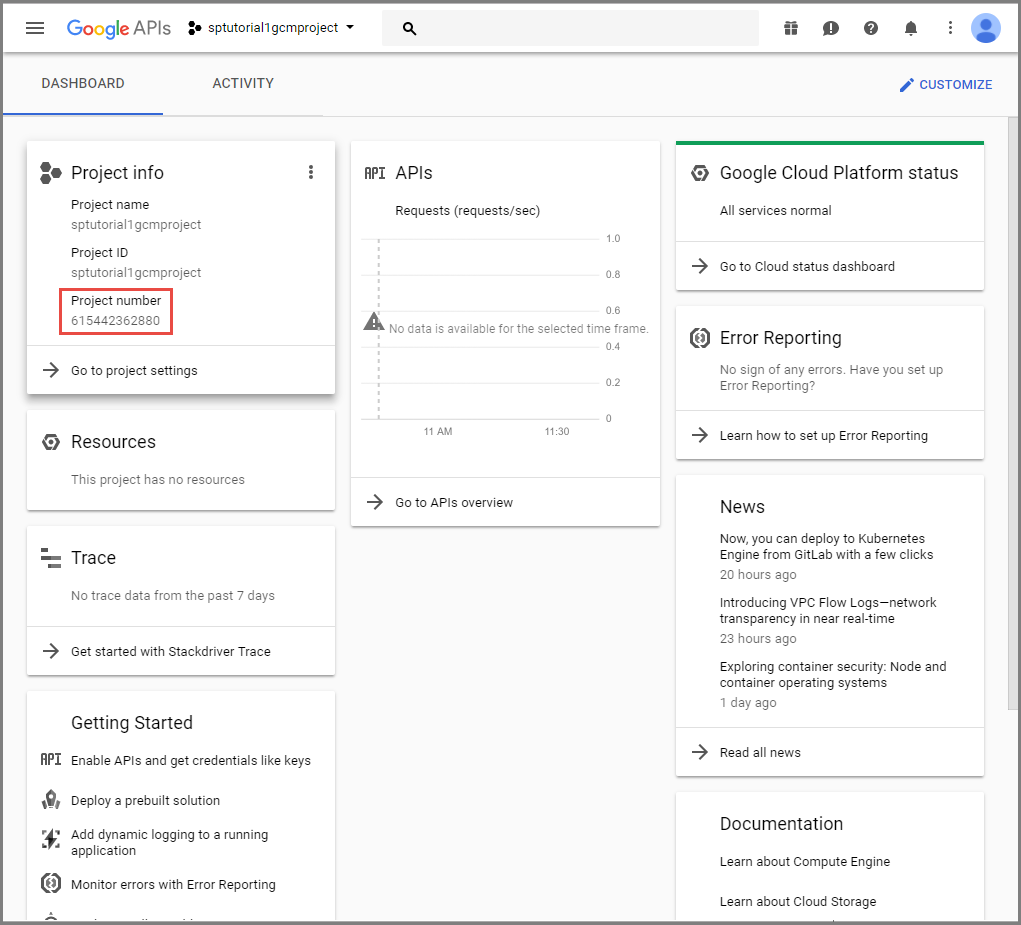 Google APIs
sptutorial1gcmproject
DASHBOARD
ACTIVITY
CUSTOMIZE
Project info
Project name
sptutorial1gcmproject
Project ID
sptutorial1gcmproject
Project number
615442362880
Go to project settings
Resources
This project has no resources
Trace
No trace data from the past 7 days
Get started with Stackdriver Trace
Getting Started
API
Enable APIs and get credentials like keys
Deploy a prebuilt solution
Add dynamic logging to a running
application
Monitor errors with Error Reporting
API
APIs
Requests (requests/sec)
1.0
0.8
0.6
No data is available for the selected time frame.
0.4
0.2
0
11 AM
11:30
Go to APIs overview
Google Cloud Platform status
All services normal
Go to Cloud status dashboard
Error Reporting
No sign of any errors. Have you set up
Error Reporting?
Learn how to set up Error Reporting
News
Now, you can deploy to Kubernetes
Engine from GitLab with a few clicks
20 hours ago
Introducing VPC Flow Logs—network
transparency in near real-time
23 hours ago
Exploring container security: Node and
container operating systems
1 day ago
Read all news
Documentation
Learn about Compute Engine
Learn about Cloud Storage